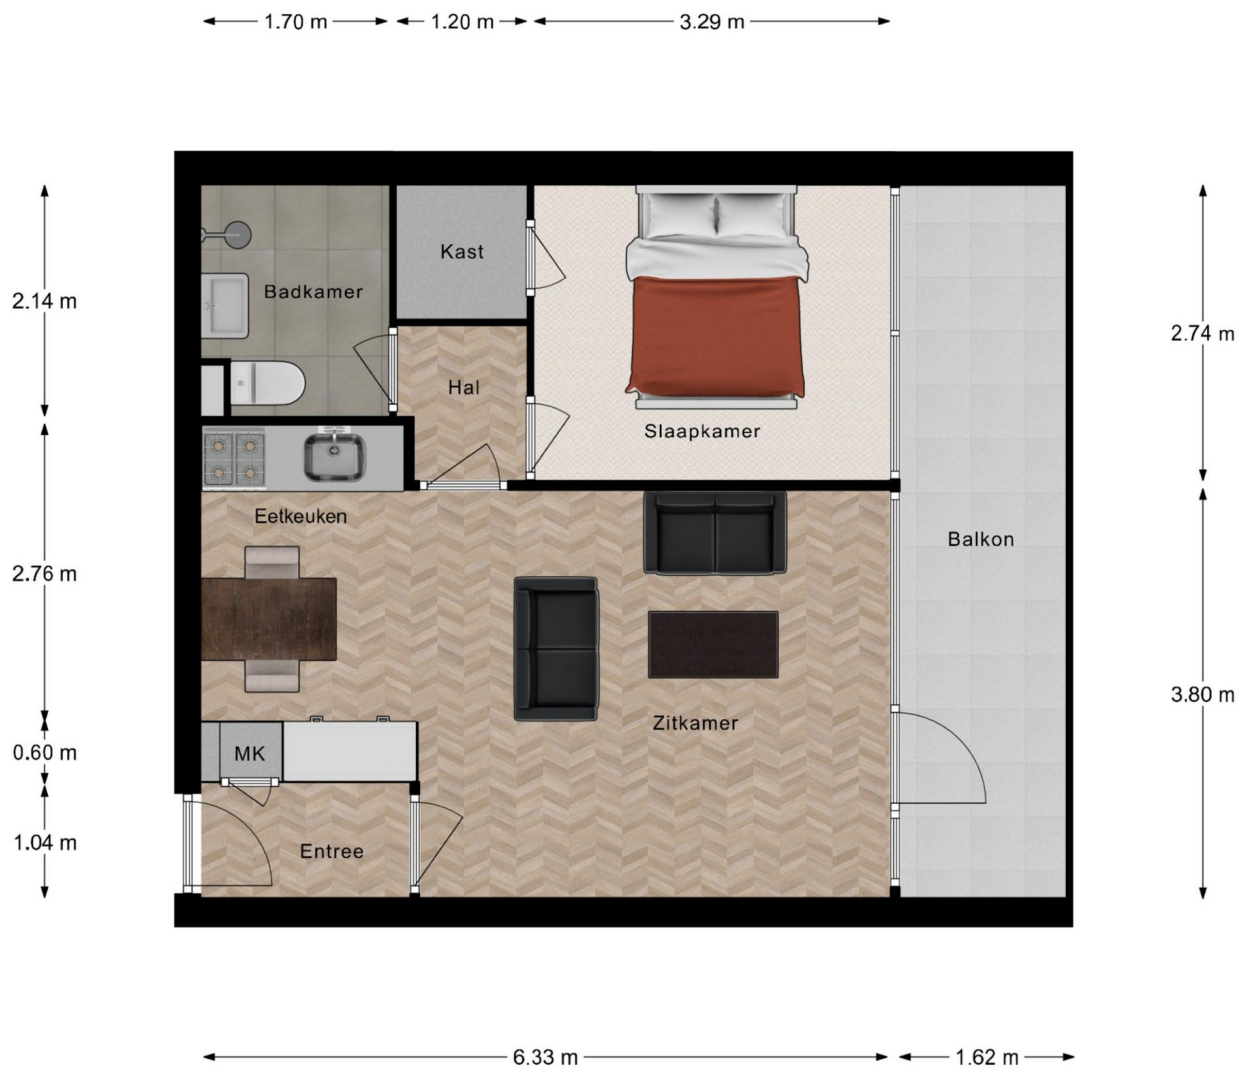 1.70 m
1.20 m
3.29 m
Kast
Badkamer
2.14 m
2.74 m
Hal
Slaapkamer
Eetkeuken
Balkon
2.76 m
3.80 m
Zitkamer
0.60 m
MK
1.04 m
Entree
6.33 m
1.62 m